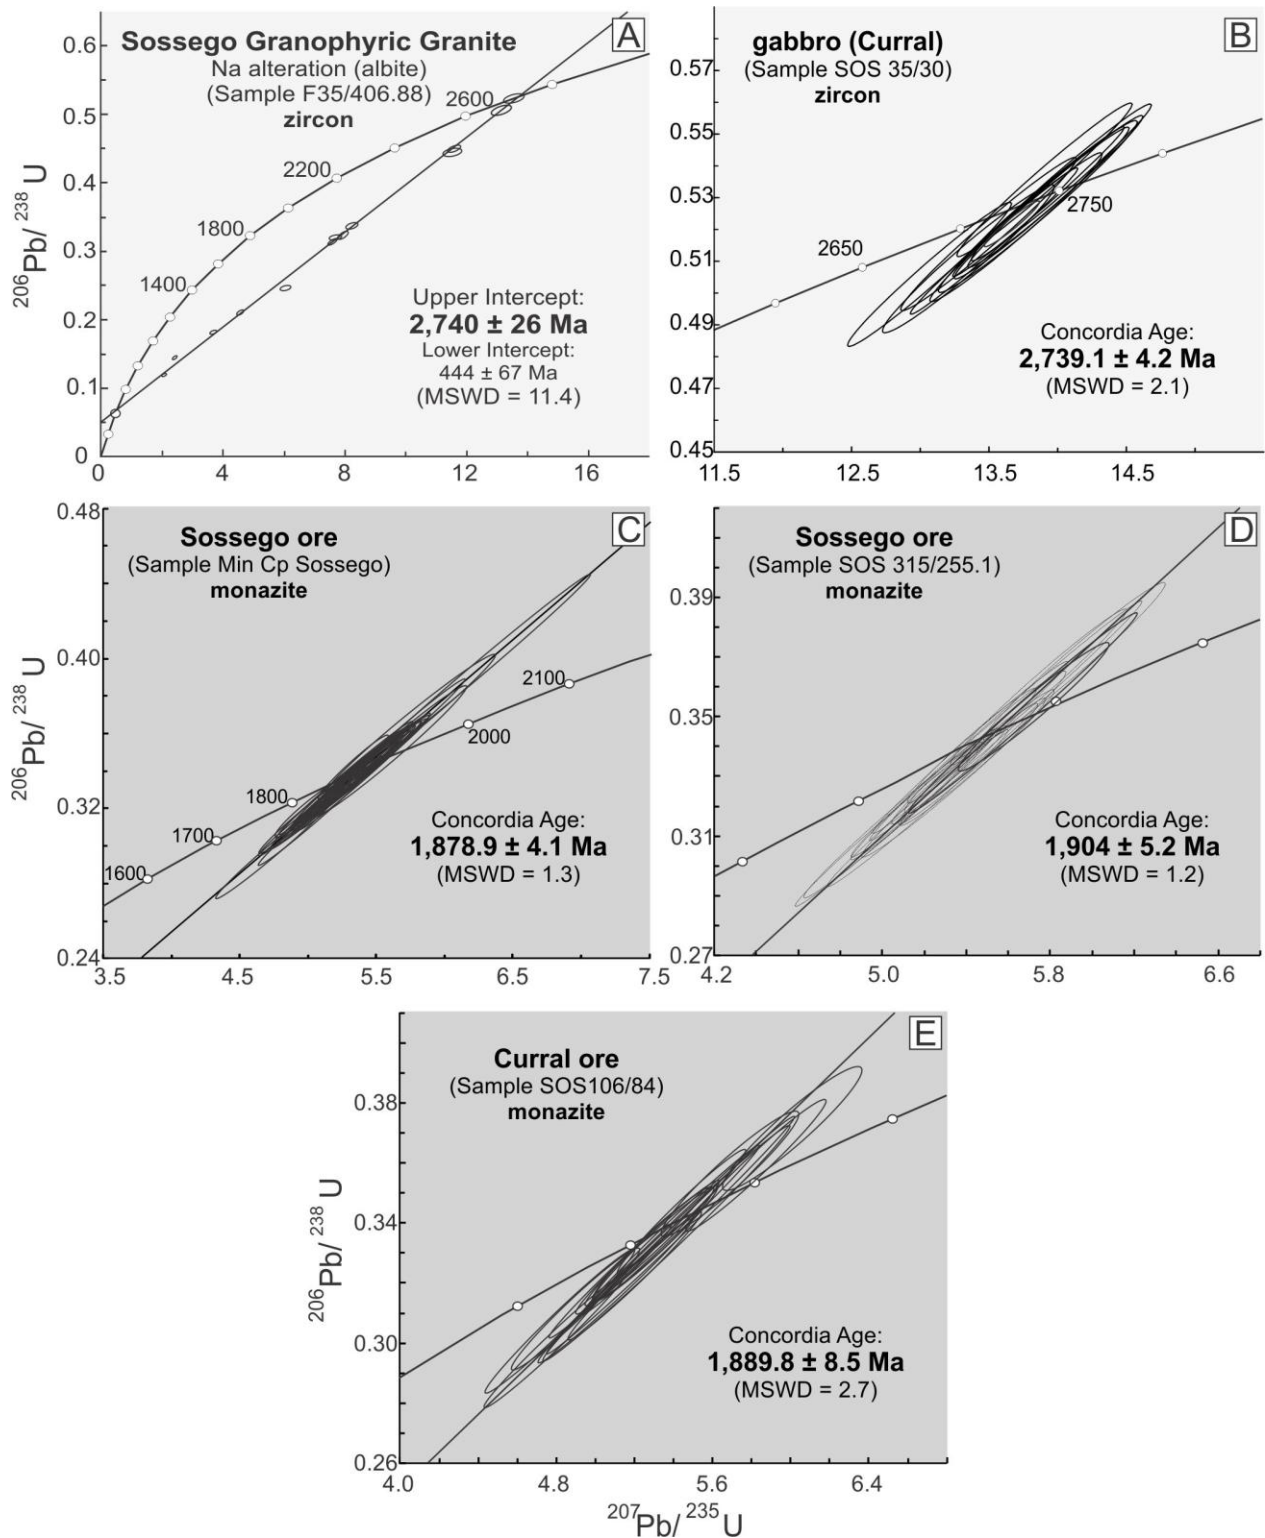 A
Sossego Granophyric Granite
Na alteration (albite)
(Sample F35/406.88)
zircon
0.6
0.5
0.4
0.3
0.2
0.1
0
206Pb/ 238 U
2600
2200
1800
1400
Upper Intercept:
2,740 ± 26 Ma
Lower Intercept:
444 ± 67 Ma
(MSWD = 11.4)
0 4 8 12 16
B
gabbro (Curral)
(Sample SOS 35/30)
zircon
0.57
0.55
0.53
0.51
0.49
0.47
0.45
2650
2750
Concordia Age:
2,739.1 ± 4.2 Ma
(MSWD = 2.1)
11.5 12.5 13.5 14.5
C
Sossego ore
(Sample Min Cp Sossego)
monazite
0.48
0.40
0.32
0.24
206Pb/ 238 U
2100
2000
1800
1700
1600
Concordia Age:
1,878.9 ± 4.1 Ma
(MSWD = 1.3)
3.5 4.5 5.5 6.5 7.5
D
Sossego ore
(Sample SOS 315/255.1)
monazite
0.39
0.35
0.31
0.27
Concordia Age:
1,904 ± 5.2 Ma
(MSWD = 1.2)
4.2 5.0 5.8 6.6
E
Curral ore
(Sample SOS106/84)
monazite
0.38
0.34
0.30
0.26
206Pb/ 238 U
Concordia Age:
1,889.8 ± 8.5 Ma
(MSWD = 2.7)
4.0 4.8 5.6 6.4
207Pb/ 235 U